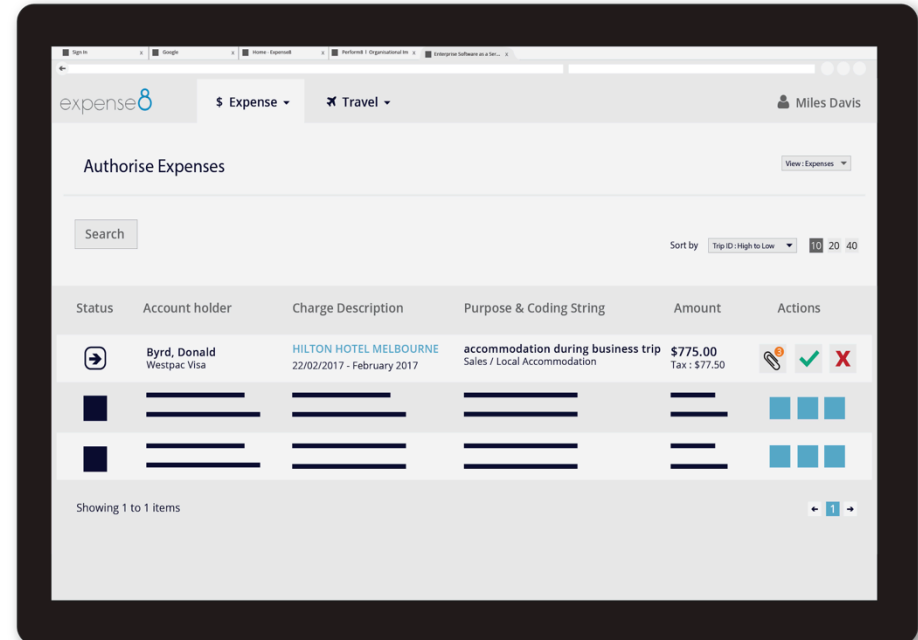 Sign In x Google x Home - Expense8 x Perform8 | Organisational Im x Enterprise Software as a Ser... x
expense8 $ Expense Travel Miles Davis
Authorise Expenses View : Expenses
Search
Sort by Trip ID : High to Low 10 20 40
Status Account holder Charge Description Purpose & Coding String Amount Actions
Byrd, Donald HILTON HOTEL MELBOURNE accommodation during business trip $775.00 3
Westpac Visa 22/02/2017 - February 2017 Sales / Local Accommodation Tax : $77.50
Showing 1 to 1 items 1